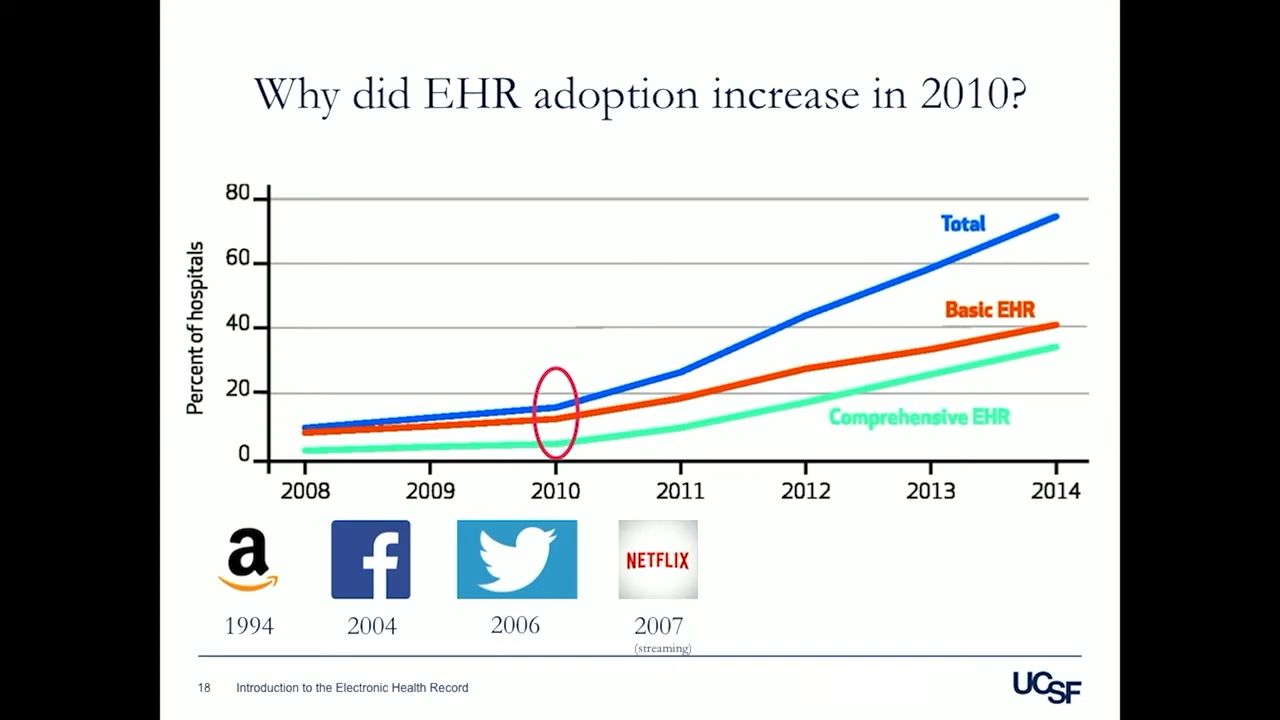 Why did EHR adoption increase in 2010?
Percent of hospitals
80
60
40
20
0
Total
Basic EHR
Comprehensive EHR
2008 2009 2010 2011 2012 2013 2014
a
f
NETFLIX
1994 2004 2006 2007
(streaming)
18 Introduction to the Electronic Health Record
UCSF